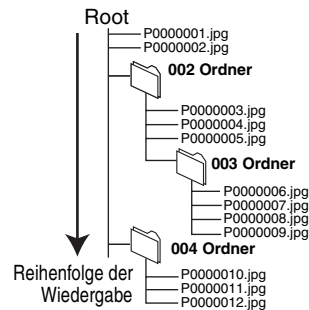 Root
P0000001.jpg
P0000002.jpg
002 Ordner
P0000003.jpg
P0000004.jpg
P0000005.jpg
003 Ordner
P0000006.jpg
P0000007.jpg
P0000008.jpg
P0000009.jpg
004 Ordner
P0000010.jpg
P0000011.jpg
P0000012.jpg
Reihenfolge der
Wiedergabe